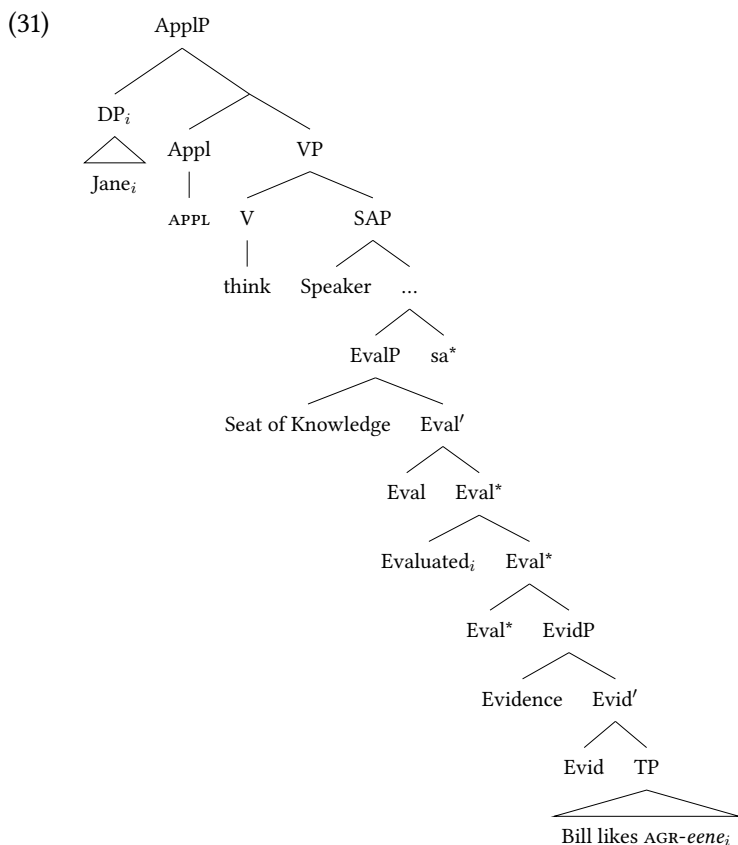 (31) ApplP
DPᵢ
Appl VP
Janeᵢ
APPL V SAP
think Speaker ...
EvalP sa*
Seat of Knowledge Eval′
Eval Eval*
Evaluatedᵢ Eval*
Eval* EvidP
Evidence Evid′
Evid TP
Bill likes AGR-eeneᵢ